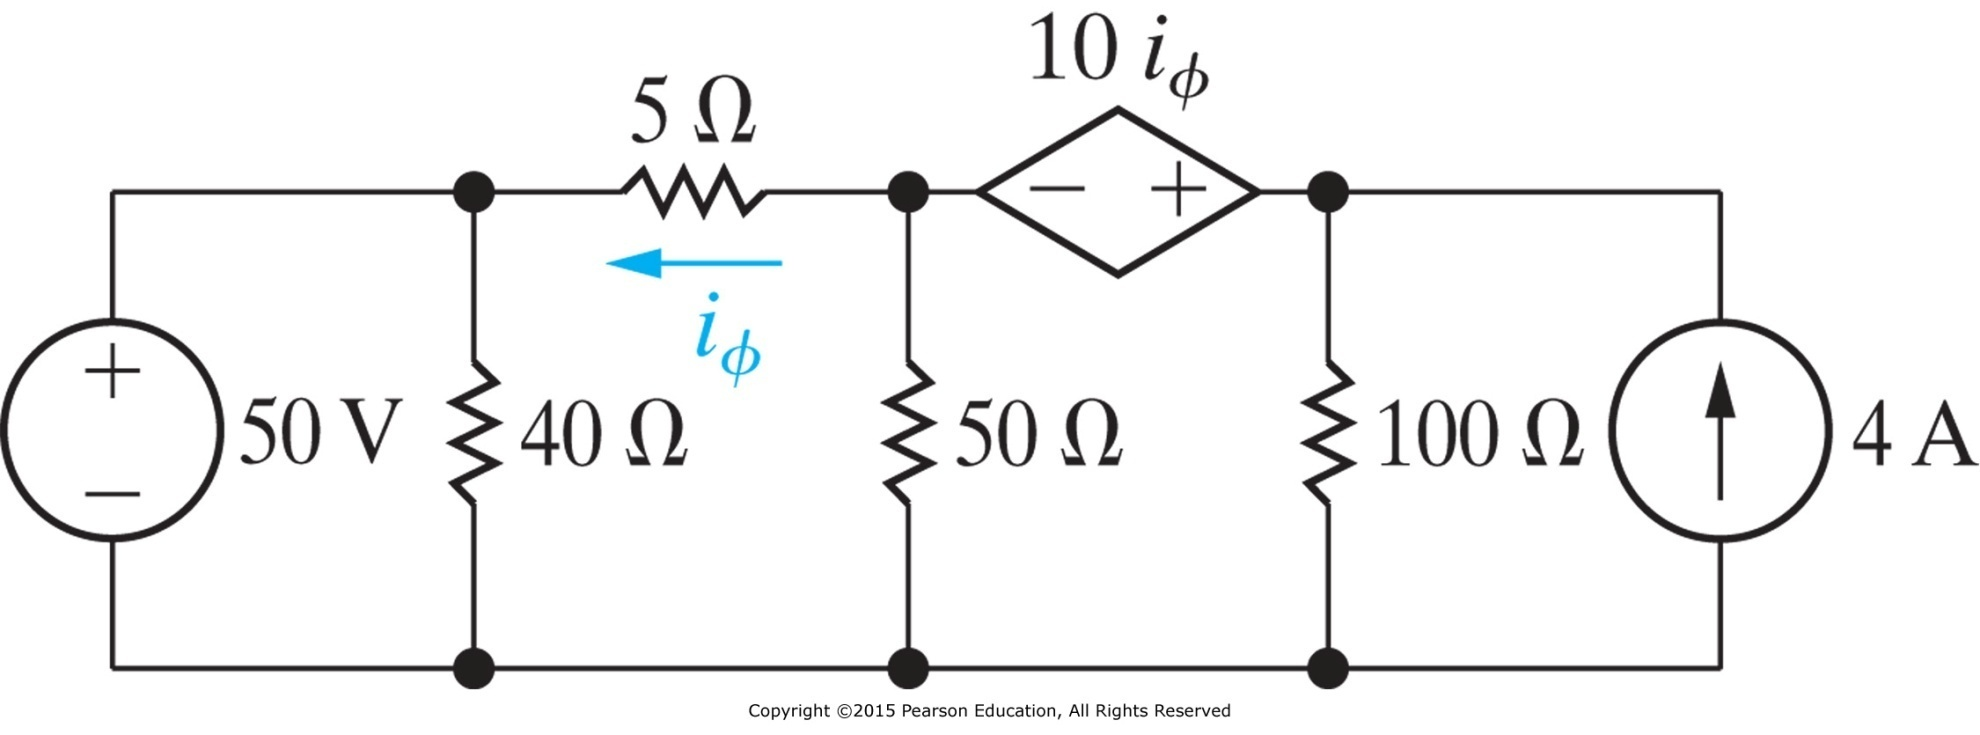 10 iϕ
5 Ω
iϕ
+
−
− +
50 V
40 Ω
50 Ω
100 Ω
4 A
Copyright ©2015 Pearson Education, All Rights Reserved